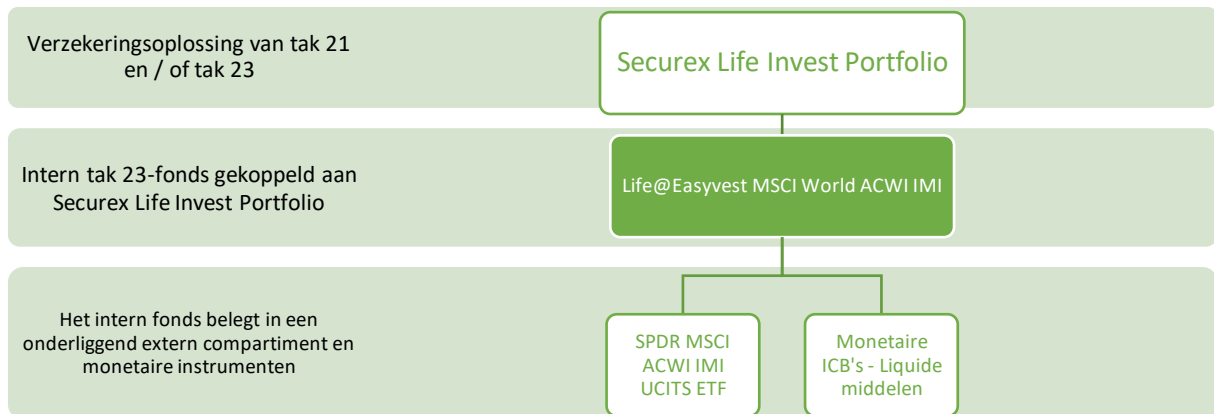 Verzekeringsoplossing van tak 21
en / of tak 23
Securex Life Invest Portfolio
Intern tak 23-fonds gekoppeld aan
Securex Life Invest Portfolio
Life@Easyvest MSCI World ACWI IMI
Het intern fonds belegt in een
onderliggend extern compartiment en
monetaire instrumenten
SPDR MSCI
ACWI IMI
UCITS ETF
Monetaire
ICB's - Liquide
middelen